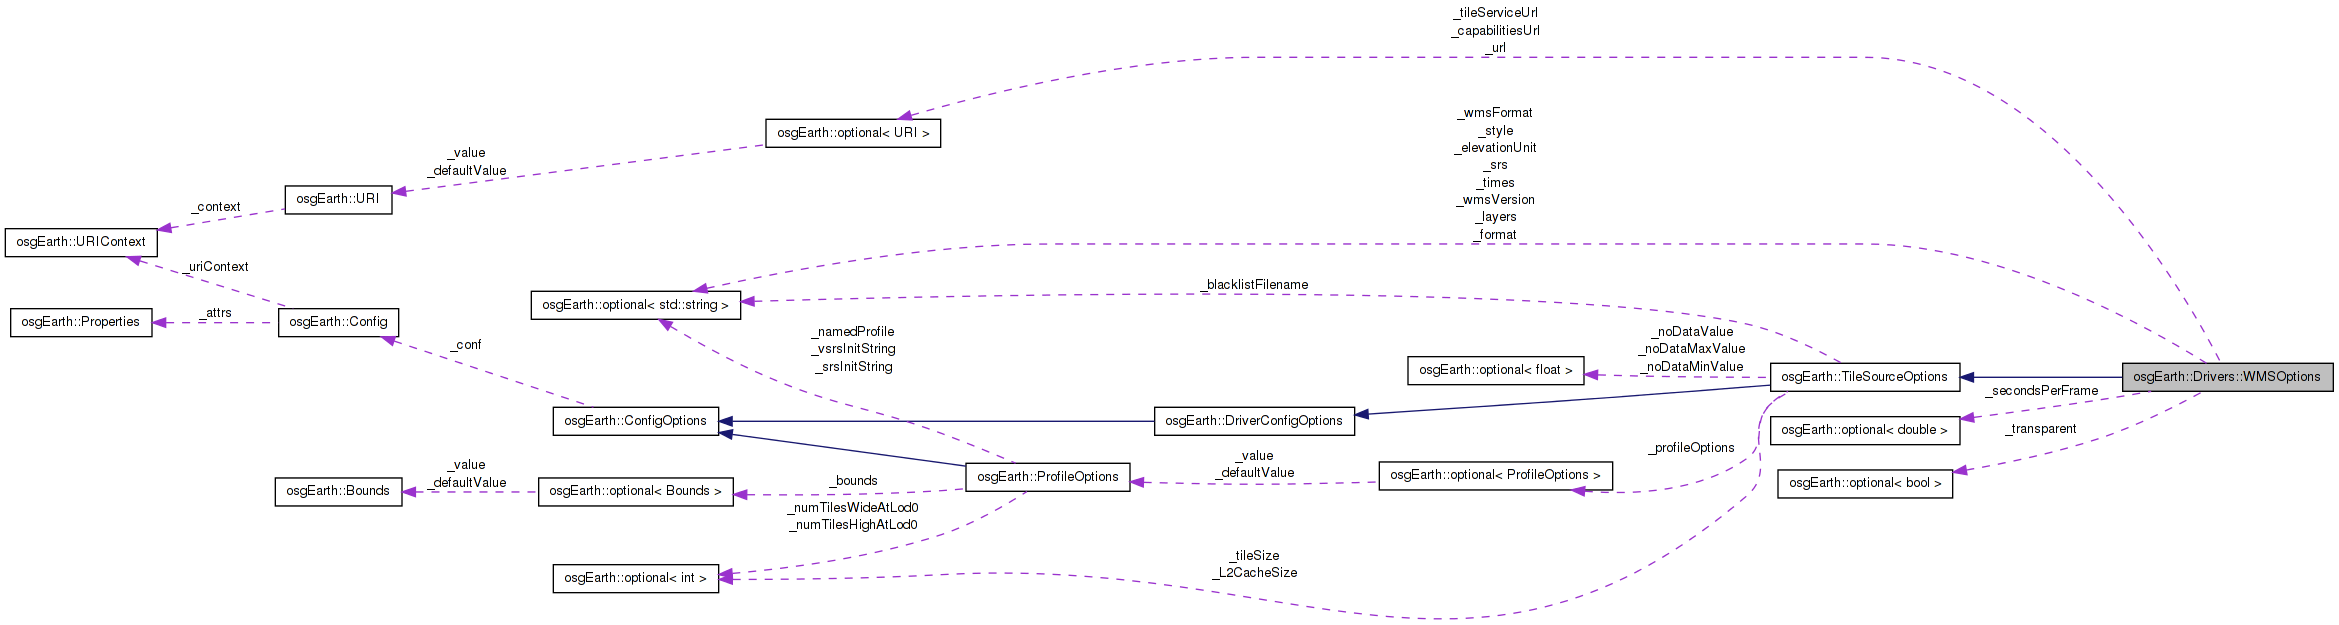 _tileServiceUrl
_capabilitiesUrl
_url
_wmsFormat
_style
_elevationUnit
_srs
_times
_wmsVersion
_layers
_format
osgEarth::optional< URI >
_value
_defaultValue
osgEarth::URI
_context
osgEarth::URIContext
_uriContext
osgEarth::Properties
_attrs
osgEarth::Config
_conf
osgEarth::optional< std::string >
_blacklistFilename
_namedProfile
_vsrsInitString
_srsInitString
_noDataValue
_noDataMaxValue
_noDataMinValue
osgEarth::optional< float >
osgEarth::TileSourceOptions
osgEarth::Drivers::WMSOptions
_secondsPerFrame
osgEarth::ConfigOptions
osgEarth::DriverConfigOptions
osgEarth::optional< double >
_transparent
_profileOptions
_value
_defaultValue
osgEarth::Bounds
_value
_defaultValue
osgEarth::optional< Bounds >
_bounds
osgEarth::ProfileOptions
osgEarth::optional< ProfileOptions >
osgEarth::optional< bool >
_numTilesWideAtLod0
_numTilesHighAtLod0
osgEarth::optional< int >
_tileSize
_L2CacheSize